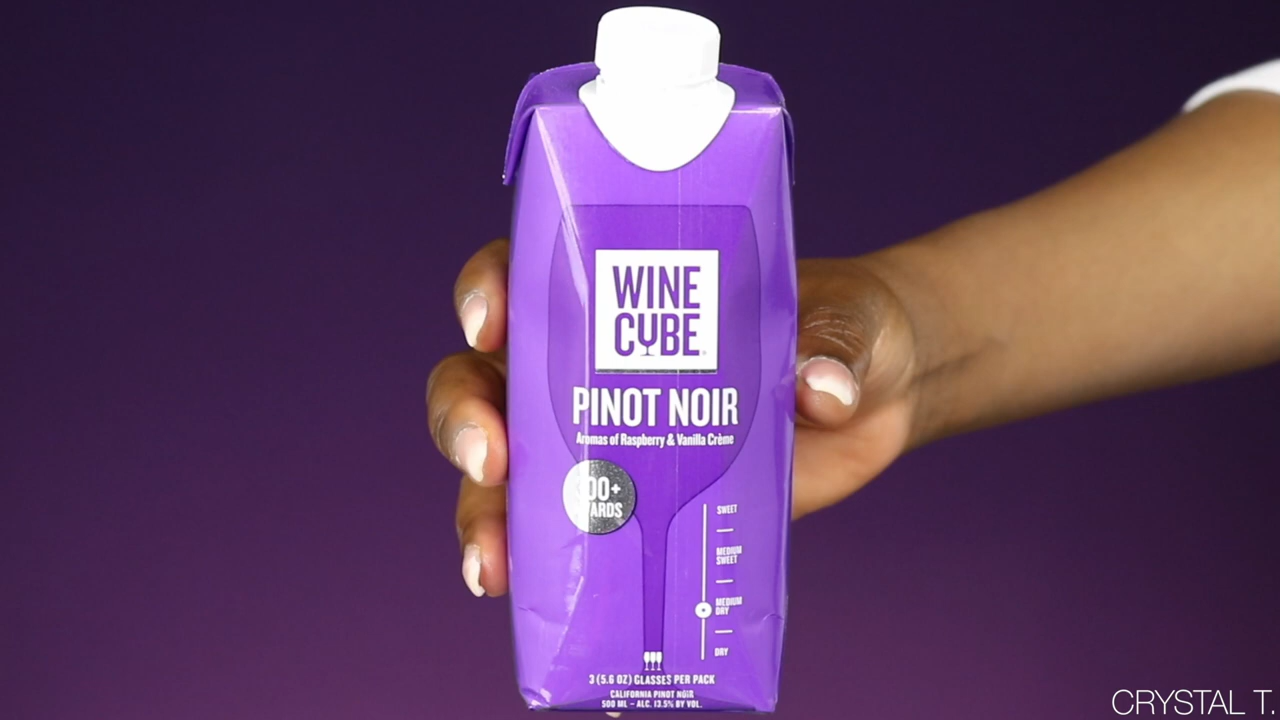 WINE
CUBE
PINOT NOIR
Aromas of Raspberry & Vanilla Crème
SWEET
MEDIUM
SWEET
MEDIUM
DRY
DRY
3 (5.6 OZ) GLASSES PER PACK
CALIFORNIA PINOT NOIR
500 ML – ALC. 13.5% BY VOL.
CRYSTAL T.